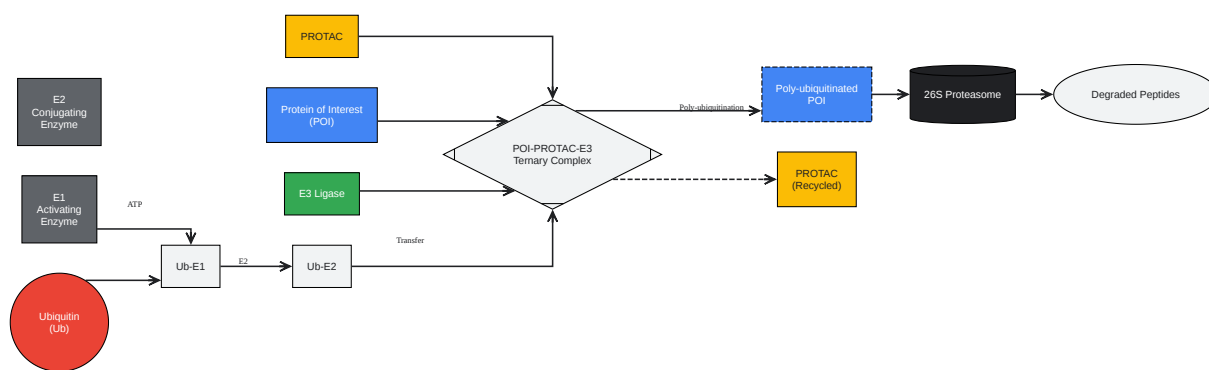 PROTAC
E2
Conjugating
Enzyme
Protein of Interest
(POI)
Poly-ubiquitination
Poly-ubiquitinated
POI
26S Proteasome
Degraded Peptides
POI-PROTAC-E3
Ternary Complex
E1
Activating
Enzyme
ATP
E3 Ligase
PROTAC
(Recycled)
Transfer
Ub-E1
E2
Ub-E2
Ubiquitin
(Ub)